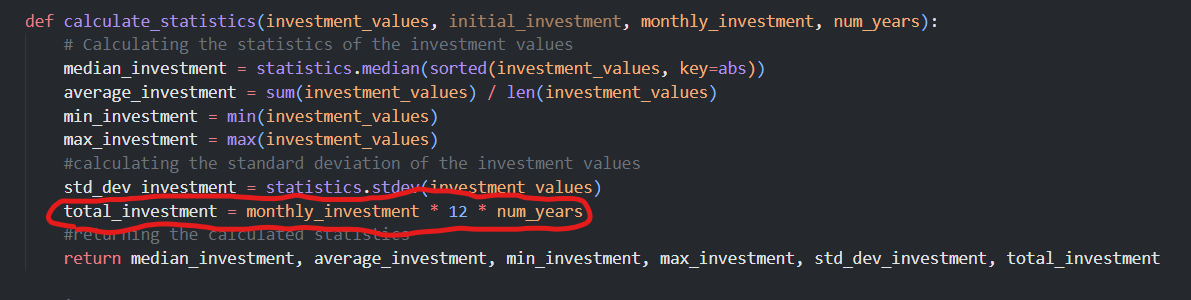 def calculate_statistics(investment_values, initial_investment, monthly_investment, num_years):
# Calculating the statistics of the investment values
median_investment = statistics.median(sorted(investment_values, key=abs))
average_investment = sum(investment_values) / len(investment_values)
min_investment = min(investment_values)
max_investment = max(investment_values)
#calculating the standard deviation of the investment values
std_dev_investment = statistics.stdev(investment_values)
total_investment = monthly_investment * 12 * num_years
#returning the calculated statistics
return median_investment, average_investment, min_investment, max_investment, std_dev_investment, total_investment